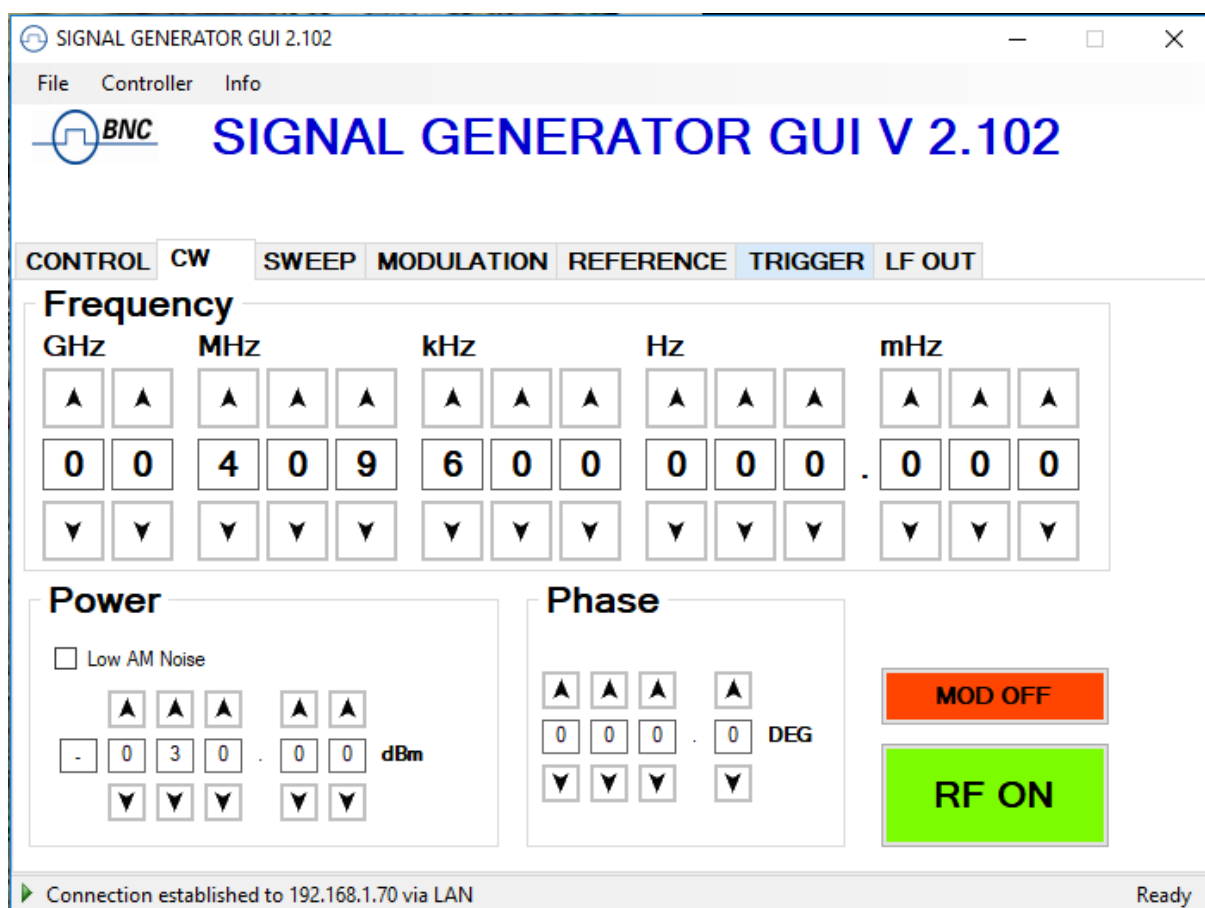 SIGNAL GENERATOR GUI 2.102
File Controller Info
BNC SIGNAL GENERATOR GUI V 2.102
CONTROL CW SWEEP MODULATION REFERENCE TRIGGER LF OUT
Frequency
GHz MHz kHz Hz mHz
0 0 4 0 9 6 0 0 0 0 0 . 0 0 0
Power
Low AM Noise
- 0 3 0 . 0 0 dBm
Phase
0 0 0 . 0 DEG
MOD OFF
RF ON
Connection established to 192.168.1.70 via LAN Ready